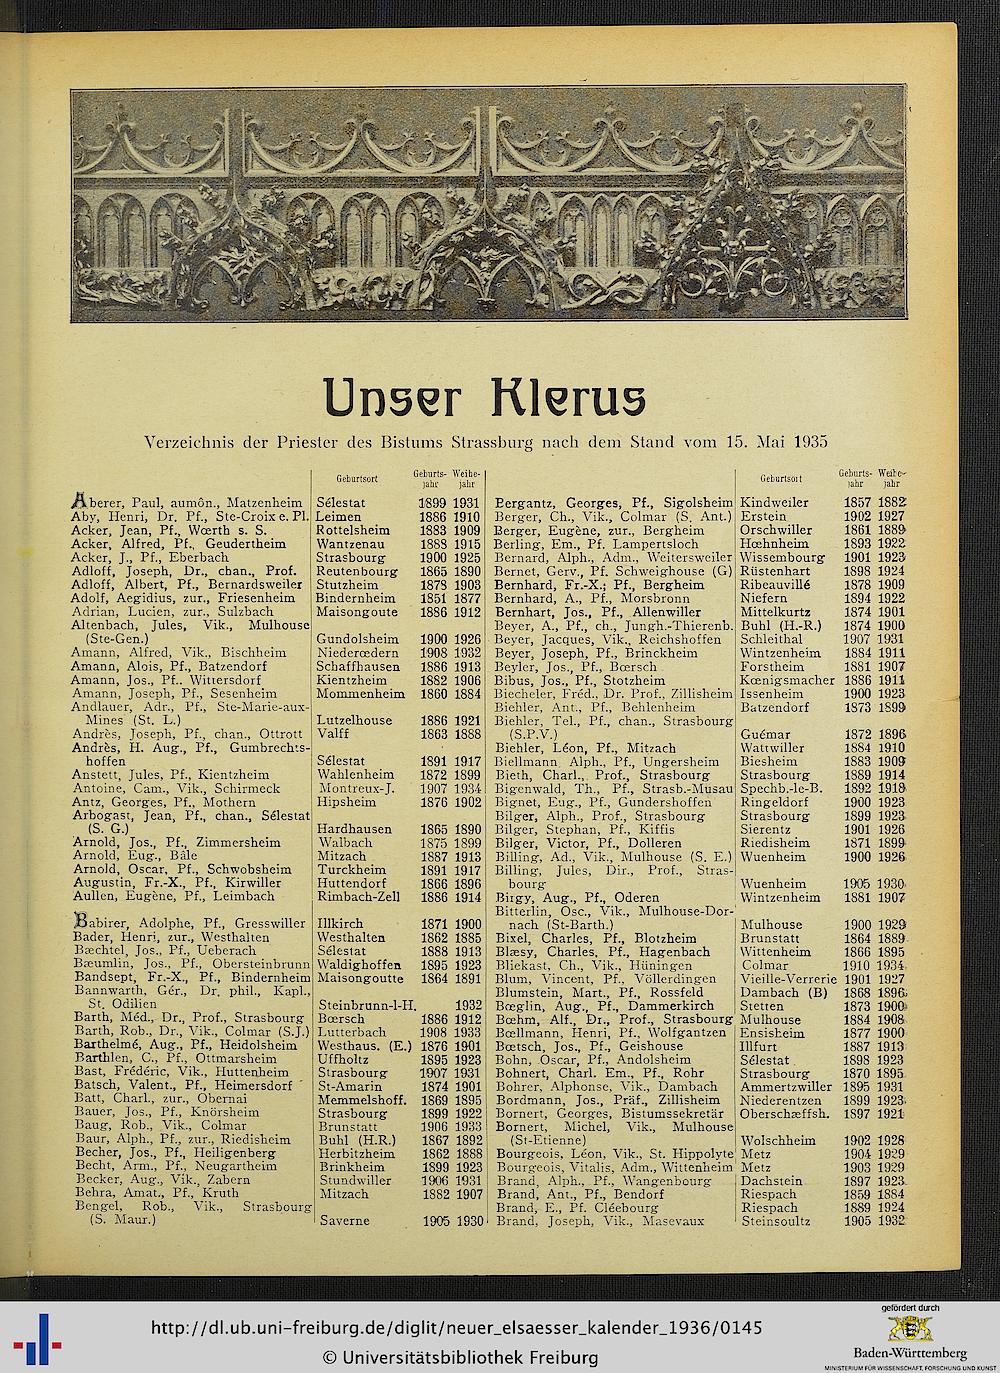 Unser Klerus
Verzeichnis der Priester des Bistums Strassburg nach dem Stand vom 15. Mai 1935
Geburtsort Geburts-jahr Weihe-jahr
Aberer, Paul, aumôn., Matzenheim Sélestat 1899 1931
Aby, Henri, Dr. Pf., Ste-Croix e. Pl. Leimen 1886 1910
Acker, Jean, Pf., Wœrth s. S. Rottelsheim 1883 1909
Acker, Alfred, Pf., Geudertheim Wantzenau 1888 1915
Acker, J., Pf., Eberbach Strasbourg 1900 1925
Adloff, Joseph, Dr., chan., Prof. Reutenbourg 1865 1890
Adloff, Albert, Pf., Bernardsweiler Stutzheim 1878 1903
Adolf, Aegidius, zur., Friesenheim Bindernheim 1851 1877
Adrian, Lucien, zur., Sulzbach Maisongoute 1886 1912
Altenbach, Jules, Vik., Mulhouse
(Ste-Gen.) Gundolsheim 1900 1926
Amann, Alfred, Vik., Bischheim Niederœdern 1908 1932
Amann, Alois, Pf., Batzendorf Schaffhausen 1886 1913
Amann, Jos., Pf.. Wittersdorf Kientzheim 1882 1906
Amann, Joseph, Pf., Sesenheim Mommenheim 1860 1884
Andlauer, Adr., Pf., Ste-Marie-aux-
Mines (St. L.) Lutzelhouse 1886 1921
Andrès, Joseph, Pf., chan., Ottrott Valff 1863 1888
Andrès, H. Aug., Pf., Gumbrechts-
hoffen Sélestat 1891 1917
Anstett, Jules, Pf., Kientzheim Wahlenheim 1872 1899
Antoine, Cam., Vik., Schirmeck Montreux-J. 1907 1934
Antz, Georges, Pf., Mothern Hipsheim 1876 1902
Arbogast, Jean, Pf., chan., Sélestat
(S. G.) Hardhausen 1865 1890
Arnold, Jos., Pf., Zimmersheim Walbach 1875 1899
Arnold, Eug., Bâle Mitzach 1887 1913
Arnold, Oscar, Pf., Schwobsheim Turckheim 1891 1917
Augustin, Fr.-X., Pf., Kirwiller Huttendorf 1866 1896
Aullen, Eugène, Pf., Leimbach Rimbach-Zell 1886 1914
Babirer, Adolphe, Pf., Gresswiller Illkirch 1871 1900
Bader, Henri, zur., Westhalten Westhalten 1862 1885
Bæchtel, Jos., Pf., Ueberach Sélestat 1888 1913
Bæumlin, Jos., Pf., Obersteinbrunn Waldighoffen 1895 1923
Bandsept, Fr.-X., Pf., Bindernheim Maisongoutte 1864 1891
Bannwarth, Gér., Dr. phil., Kapl.,
St. Odilien Steinbrunn-l-H. 1932
Barth, Méd., Dr., Prof., Strasbourg Bœrsch 1886 1912
Barth, Rob., Dr., Vik., Colmar (S.J.) Lutterbach 1908 1933
Barthelmé, Aug., Pf., Heidolsheim Westhaus. (E.) 1876 1901
Barthlen, C., Pf., Ottmarsheim Uffholtz 1895 1923
Bast, Frédéric, Vik., Huttenheim Strasbourg 1907 1931
Batsch, Valent., Pf., Heimersdorf St-Amarin 1874 1901
Batt, Charl., zur., Obernai Memmelshoff. 1869 1895
Bauer, Jos., Pf., Knörsheim Strasbourg 1899 1922
Baug, Rob., Vik., Colmar Brunstatt 1906 1933
Baur, Alph., Pf., zur., Riedisheim Buhl (H.R.) 1867 1892
Becher, Jos., Pf., Heiligenberg Herbitzheim 1862 1888
Becht, Arm., Pf., Neugartheim Brinkheim 1899 1923
Becker, Aug., Vik., Zabern Stundwiller 1906 1931
Behra, Amat., Pf., Kruth Mitzach 1882 1907
Bengel, Rob., Vik., Strasbourg
(S. Maur.) Saverne 1905 1930
Geburtsort Geburts-jahr Weihe-jahr
Bergantz, Georges, Pf., Sigolsheim Kindweiler 1857 1882
Berger, Ch., Vik., Colmar (S. Ant.) Erstein 1902 1927
Berger, Eugène, zur., Bergheim Orschwiller 1861 1889
Berling, Em., Pf. Lampertsloch Hœhnheim 1893 1922
Bernard, Alph., Adm., Weitersweiler Wissembourg 1901 1923
Bernet, Gerv., Pf. Schweighouse (G) Rüstenhart 1898 1924
Bernhard, Fr.-X.; Pf., Bergheim Ribeauvillé 1878 1909
Bernhard, A., Pf., Morsbronn Niefern 1894 1922
Bernhart, Jos., Pf., Allenwiller Mittelkurtz 1874 1901
Beyer, A., Pf., ch., Jungh.-Thierenb. Buhl (H.-R.) 1874 1900
Beyer, Jacques, Vik., Reichshoffen Schleithal 1907 1931
Beyer, Joseph, Pf., Brinckheim Wintzenheim 1884 1911
Beyler, Jos., Pf., Bœrsch Forstheim 1881 1907
Bibus, Jos., Pf., Stotzheim Kœnigsmacher 1886 1911
Biecheler, Fréd., Dr. Prof., Zillisheim Issenheim 1900 1923
Biehler, Ant., Pf., Behlenheim Batzendorf 1873 1899
Biehler, Tel., Pf., chan., Strasbourg
(S.P.V.) Guémar 1872 1896
Biehler, Léon, Pf., Mitzach Wattwiller 1884 1910
Biellmann, Alph., Pf., Ungersheim Biesheim 1883 1909
Bieth, Charl., Prof., Strasbourg Strasbourg 1889 1914
Bigenwald, Th., Pf., Strasb.-Musau Spechb.-le-B. 1892 1918
Bignet, Eug., Pf., Gundershoffen Ringeldorf 1900 1923
Bilger, Alph., Prof., Strasbourg Strasbourg 1899 1923
Bilger, Stephan, Pf., Kiffis Sierentz 1901 1926
Bilger, Victor, Pf., Dolleren Riedisheim 1871 1899
Billing, Ad., Vik., Mulhouse (S. E.) Wuenheim 1900 1926
Billing, Jules, Dir., Prof., Stras-
bourg Wuenheim 1905 1930
Birgy, Aug., Pf., Oderen Wintzenheim 1881 1907
Bitterlin, Osc., Vik., Mulhouse-Dor-
nach (St-Barth.) Mulhouse 1900 1929
Bixel, Charles, Pf., Blotzheim Brunstatt 1864 1889
Blæsy, Charles, Pf., Hagenbach Wittenheim 1866 1895
Bliekast, Ch., Vik., Hüningen Colmar 1910 1934
Blum, Vincent, Pf., Völlerdingen Vieille-Verrerie 1901 1927
Blumstein, Mart., Pf., Rossfeld Dambach (B) 1868 1896
Bœglin, Aug., Pf., Dammerkirch Stetten 1873 1900
Bœhm, Alf., Dr., Prof., Strasbourg Mulhouse 1884 1908
Bœllmann, Henri, Pf., Wolfgantzen Ensisheim 1877 1900
Bœtsch, Jos., Pf., Geishouse Illfurt 1887 1913
Bohn, Oscar, Pf., Andolsheim Sélestat 1898 1923
Bohnert, Charl. Em., Pf., Rohr Strasbourg 1870 1895
Bohrer, Alphonse, Vik., Dambach Ammertzwiller 1895 1931
Bordmann, Jos., Präf., Zillisheim Niederentzen 1899 1923
Bornert, Georges, Bistumssekretär Oberschæffsh. 1897 1921
Bornert, Michel, Vik., Mulhouse
(St-Etienne) Wolschheim 1902 1928
Bourgeois, Léon, Vik., St. Hippolyte Metz 1904 1929
Bourgeois, Vitalis, Adm., Wittenheim Metz 1903 1929
Brand, Alph., Pf., Wangenbourg Dachstein 1897 1923
Brand, Ant., Pf., Bendorf Riespach 1859 1884
Brand, E., Pf. Cléebourg Riespach 1889 1924
Brand, Joseph, Vik., Masevaux Steinsoultz 1905 1932
http://dl.ub.uni-freiburg.de/diglit/neuer_elsaesser_kalender_1936/0145
© Universitätsbibliothek Freiburg
gefördert durch
Baden-Württemberg
MINISTERIUM FÜR WISSENSCHAFT, FORSCHUNG UND KUNST